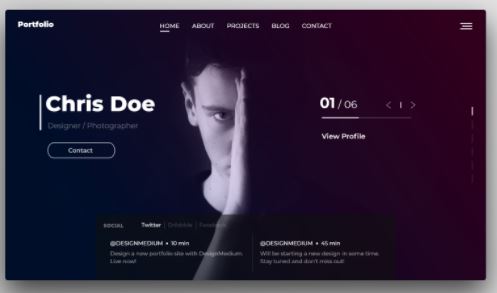 Portfolio
HOME ABOUT PROJECTS BLOG CONTACT
Chris Doe
Designer / Photographer
Contact
01 / 06
View Profile
SOCIAL Twitter | Dribbble | Facebook
@DESIGNMEDIUM • 10 min
Design a new portfolio site with DesignMedium.
Live now!
@DESIGNMEDIUM • 45 min
Will be starting a new design in some time.
Stay tuned and don't miss out!